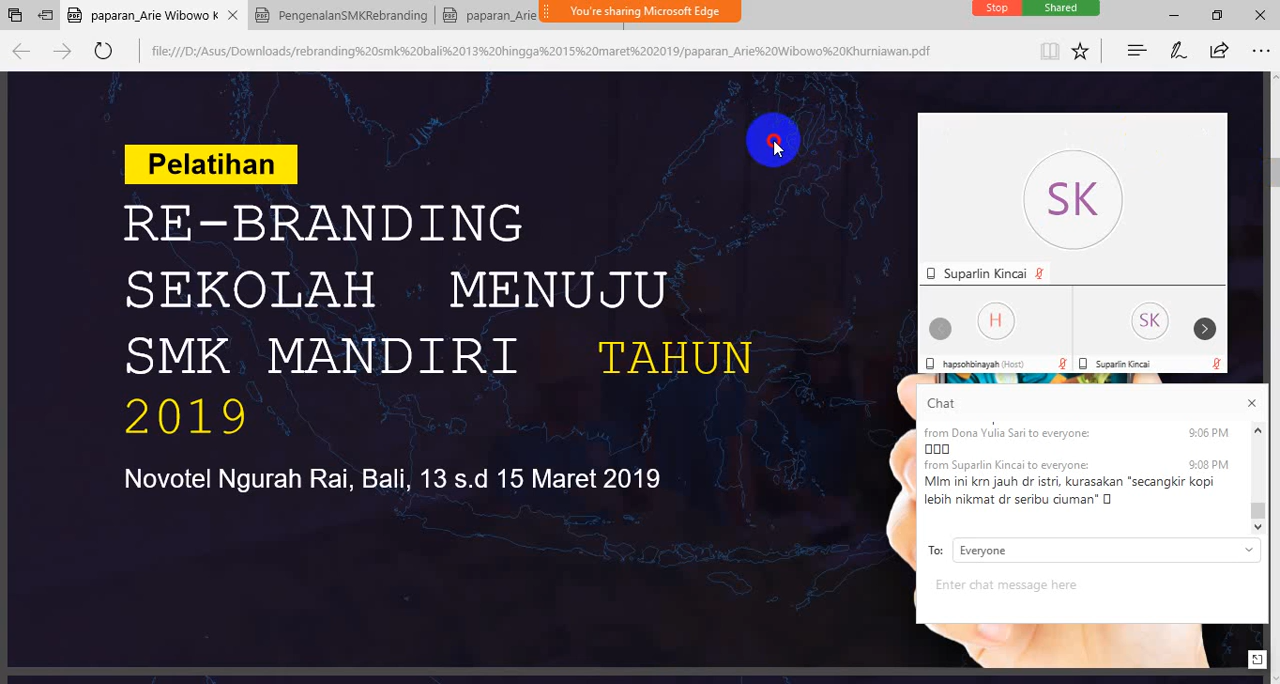 paparan_Arie Wibowo K
PengenalanSMKRebranding
paparan_Arie
You're sharing Microsoft Edge
Stop
Shared
file:///D:/Asus/Downloads/rebranding%20smk%20bali%2013%20hingga%2015%20maret%202019/paparan_Arie%20Wibowo%20Khurniawan.pdf
Pelatihan
RE-BRANDING
SEKOLAH MENUJU
SMK MANDIRI TAHUN
2019
Novotel Ngurah Rai, Bali, 13 s.d 15 Maret 2019
SK
Suparlin Kincai
H
SK
hapsohbinayah (Host)
Suparlin Kincai
Chat
from Dona Yulia Sari to everyone: 9:06 PM
from Suparlin Kincai to everyone: 9:08 PM
Mlm ini krn jauh dr istri, kurasakan "secangkir kopi
lebih nikmat dr seribu ciuman"
To: Everyone
Enter chat message here